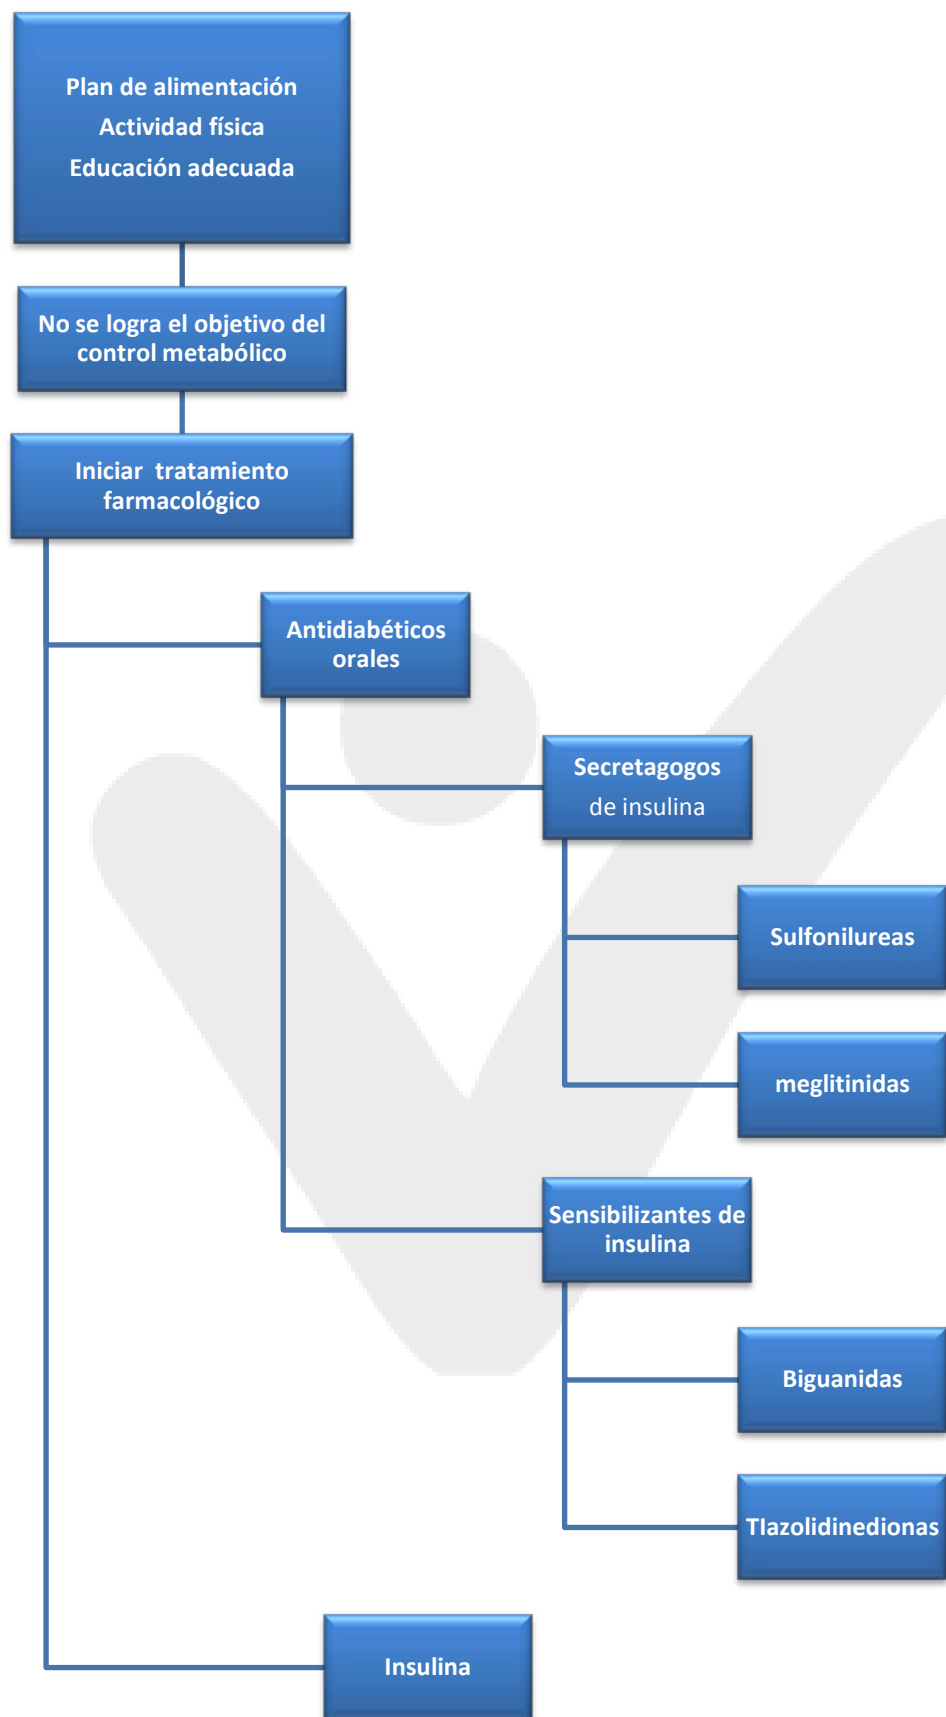 Plan de alimentación
Actividad física
Educación adecuada
No se logra el objetivo del
control metabólico
Iniciar tratamiento
farmacológico
Antidiabéticos
orales
Secretagogos
de insulina
Sulfonilureas
meglitinidas
Sensibilizantes de
insulina
Biguanidas
TIazolidinedionas
Insulina